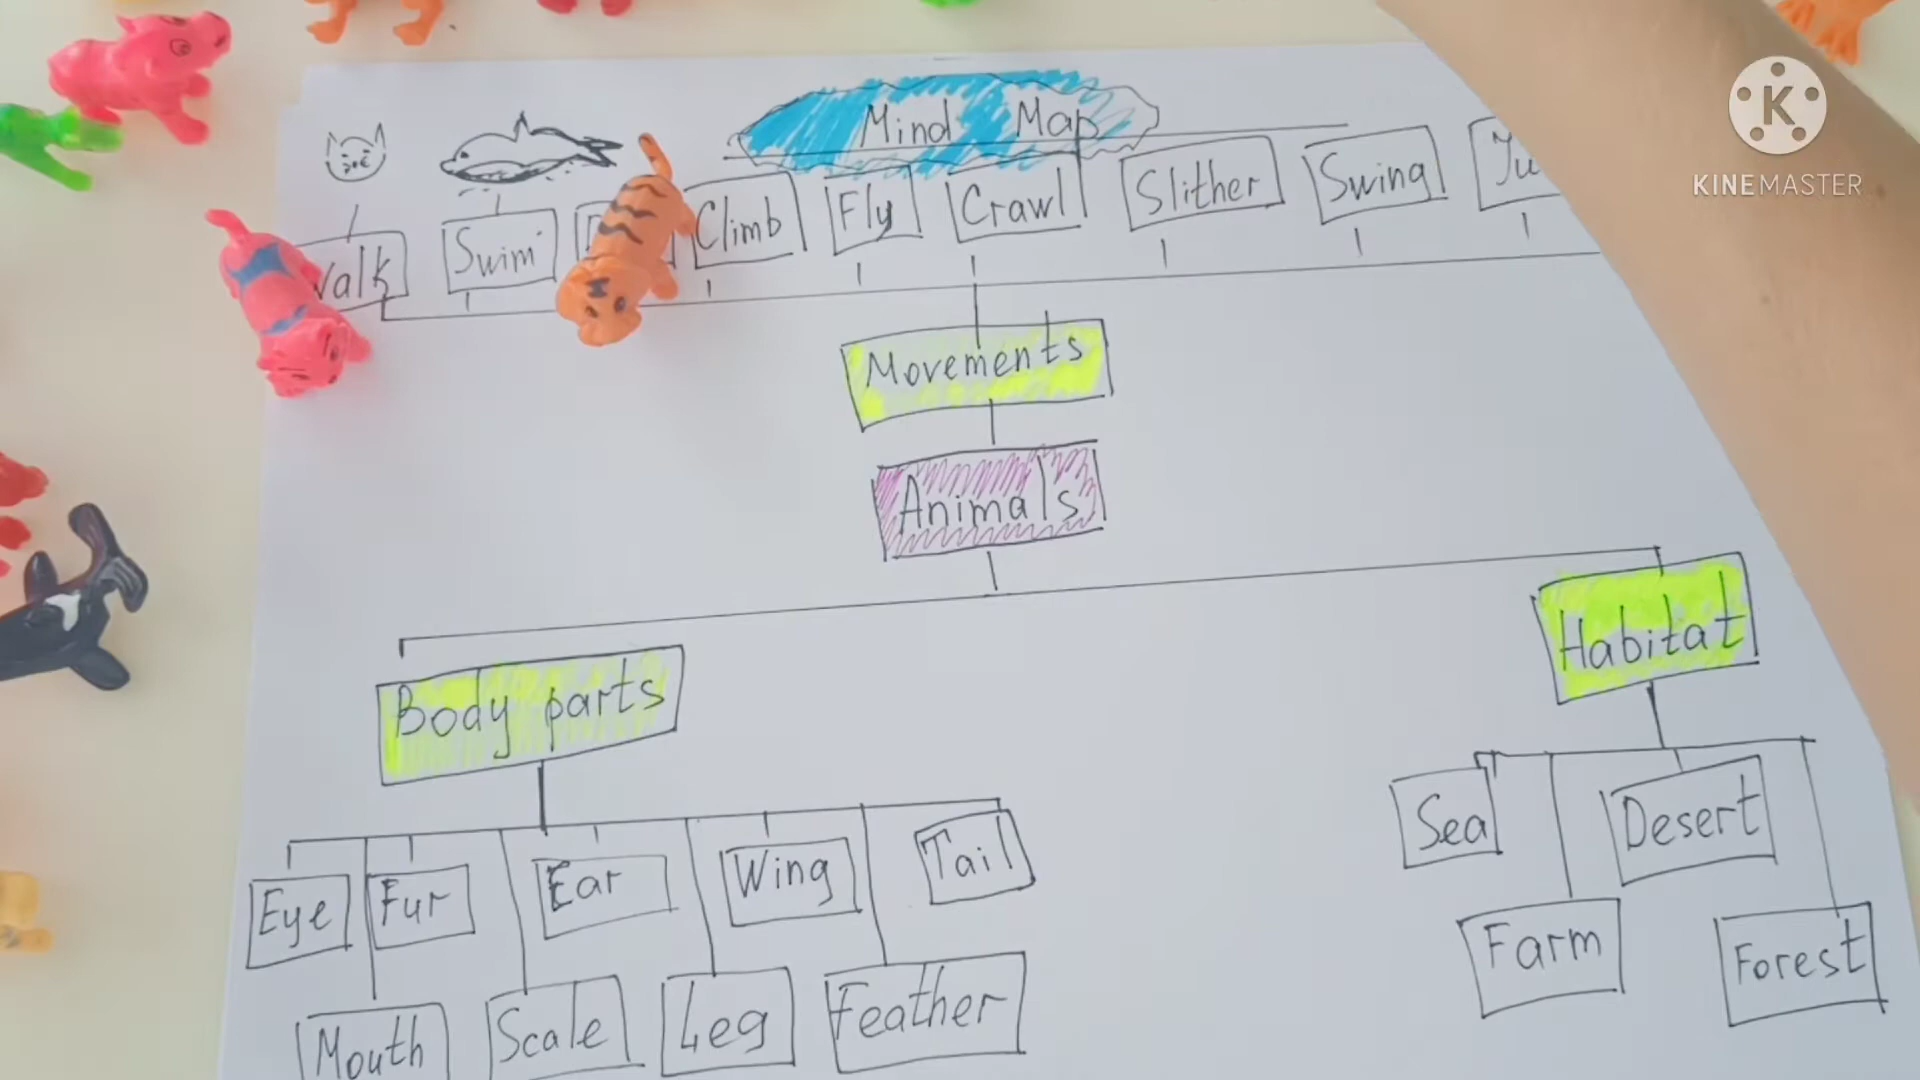 Mind Map
KINEMASTER
Walk
Swim
Climb
Fly
Crawl
Slither
Swing
Movements
Animals
Body parts
Habitat
Eye
Fur
Ear
Wing
Tail
Mouth
Scale
Leg
Feather
Sea
Desert
Farm
Forest